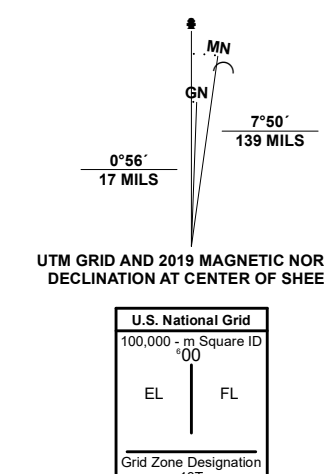 MN
GN
7°50´
139 MILS
0°56´
17 MILS
UTM GRID AND 2019 MAGNETIC NOR
DECLINATION AT CENTER OF SHEE
U.S. National Grid
100,000 - m Square ID
⁶00
EL FL
Grid Zone Designation